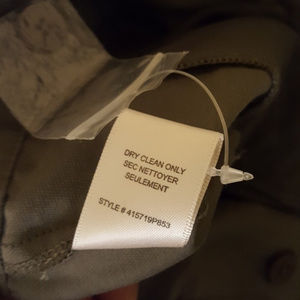 DRY CLEAN ONLY
SEC NETTOYER
SEULEMENT
STYLE # 415719P853